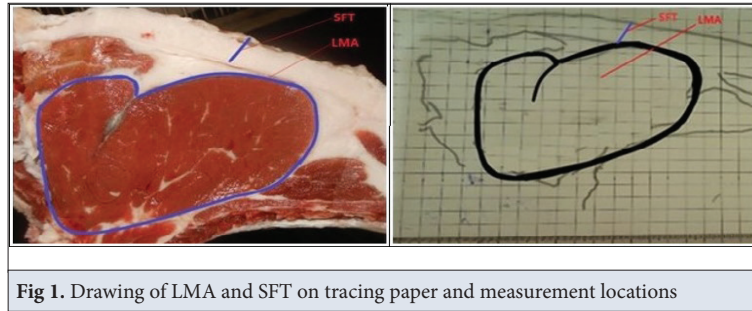 SFT
LMA
SFT
LMA
Fig 1. Drawing of LMA and SFT on tracing paper and measurement locations